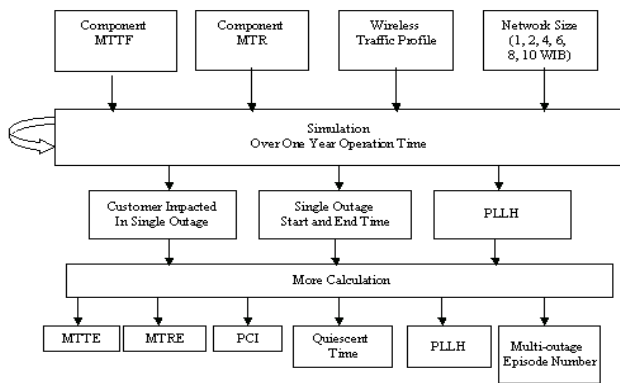 Component
MTTF
Component
MTR
Wireless
Traffic Profile
Network Size
(1, 2, 4, 6,
8, 10 WIB)
Simulation
Over One Year Operation Time
Customer Impacted
In Single Outage
Single Outage
Start and End Time
PLLH
More Calculation
MTTE
MTRE
PCI
Quiescent
Time
PLLH
Multi-outage
Episode Number